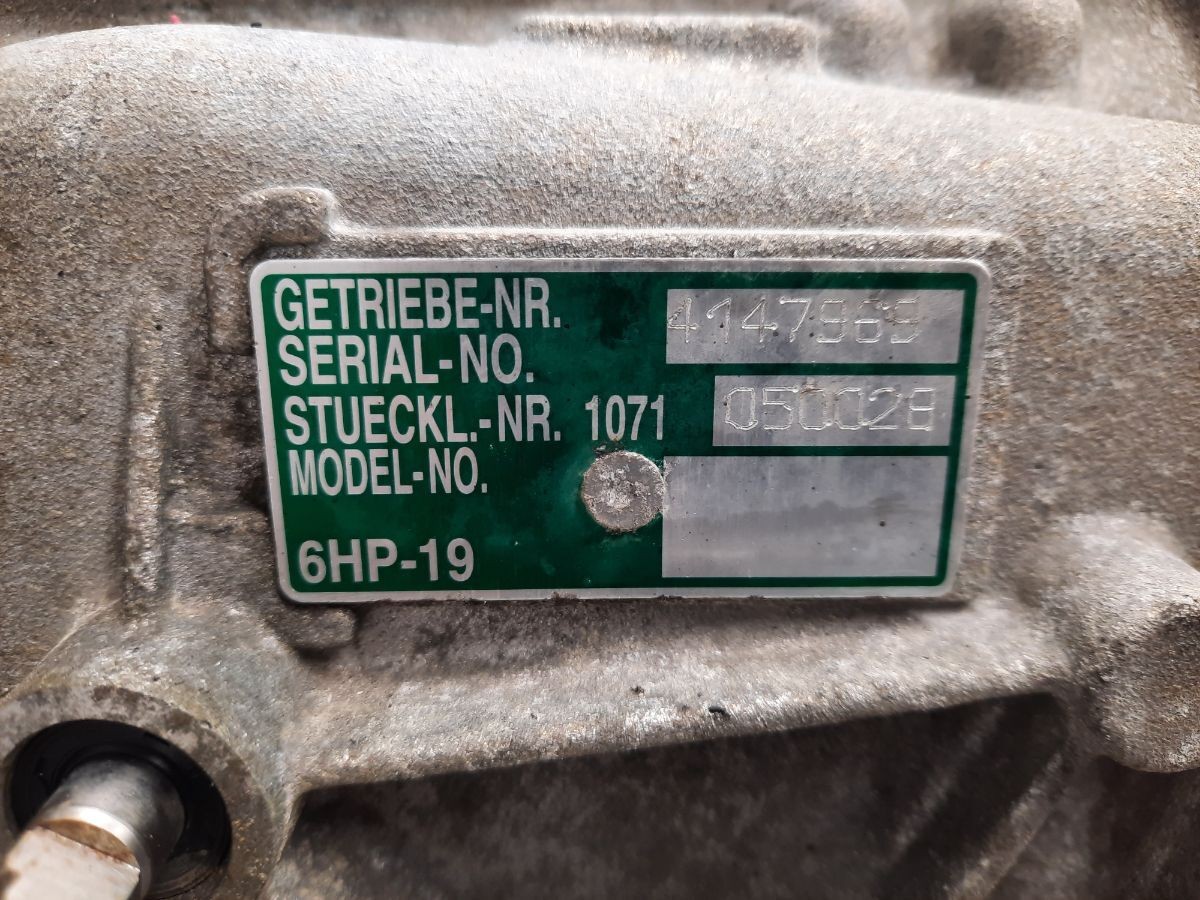 GETRIEBE-NR. 4147969
SERIAL-NO.
STUECKL.-NR. 1071 050028
MODEL-NO.
6HP-19